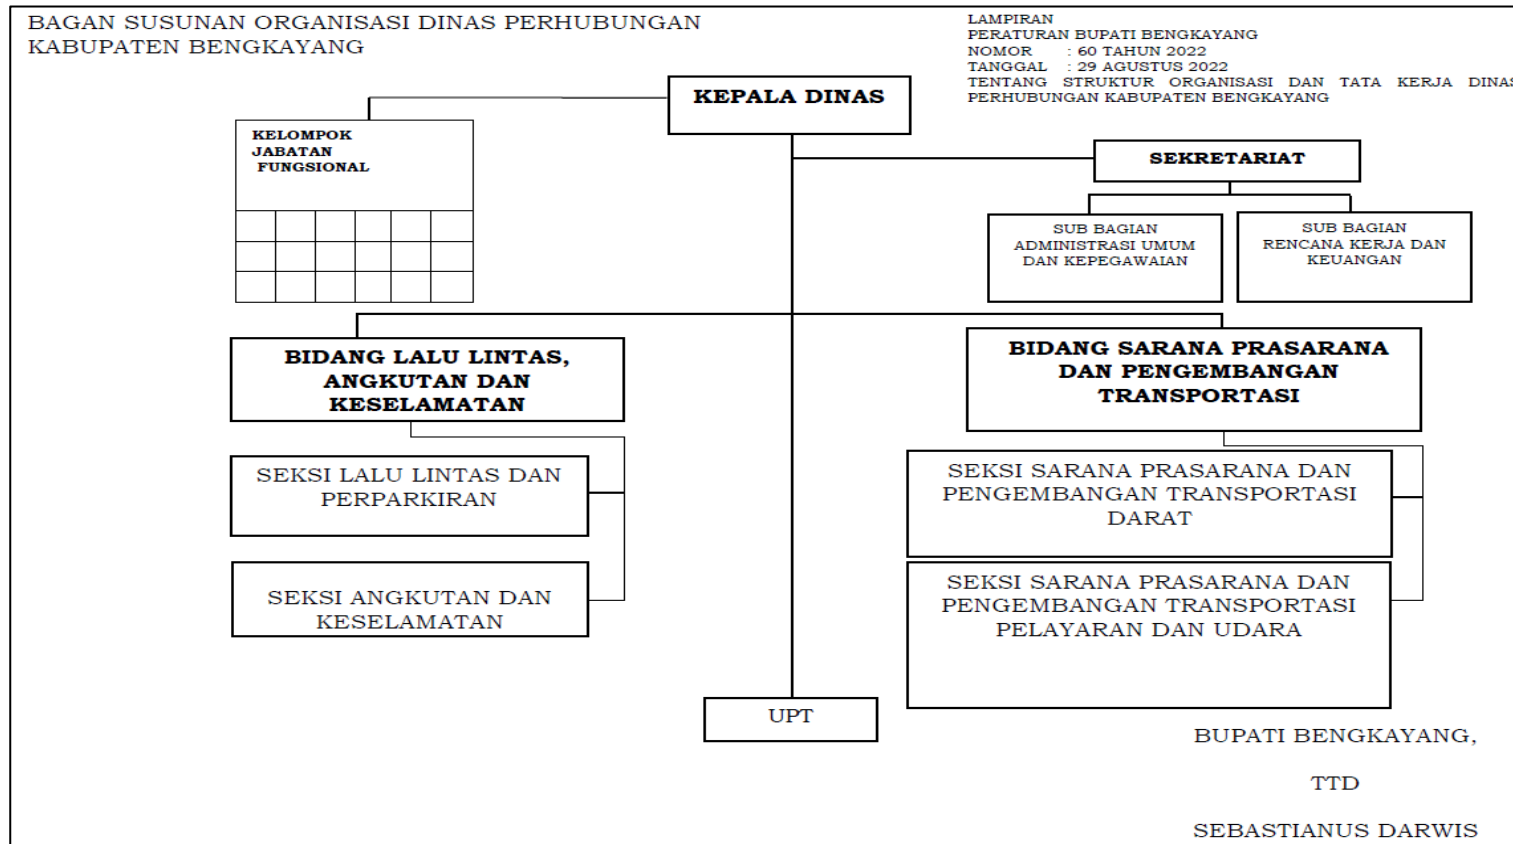 BAGAN SUSUNAN ORGANISASI DINAS PERHUBUNGAN
KABUPATEN BENGKAYANG
LAMPIRAN
PERATURAN BUPATI BENGKAYANG
NOMOR : 60 TAHUN 2022
TANGGAL : 29 AGUSTUS 2022
TENTANG STRUKTUR ORGANISASI DAN TATA KERJA DINAS
PERHUBUNGAN KABUPATEN BENGKAYANG
KEPALA DINAS
KELOMPOK
JABATAN
FUNGSIONAL
SEKRETARIAT
SUB BAGIAN
ADMINISTRASI UMUM
DAN KEPEGAWAIAN
SUB BAGIAN
RENCANA KERJA DAN
KEUANGAN
BIDANG LALU LINTAS,
ANGKUTAN DAN
KESELAMATAN
BIDANG SARANA PRASARANA
DAN PENGEMBANGAN
TRANSPORTASI
SEKSI LALU LINTAS DAN
PERPARKIRAN
SEKSI SARANA PRASARANA DAN
PENGEMBANGAN TRANSPORTASI
DARAT
SEKSI ANGKUTAN DAN
KESELAMATAN
SEKSI SARANA PRASARANA DAN
PENGEMBANGAN TRANSPORTASI
PELAYARAN DAN UDARA
UPT
BUPATI BENGKAYANG,
TTD
SEBASTIANUS DARWIS